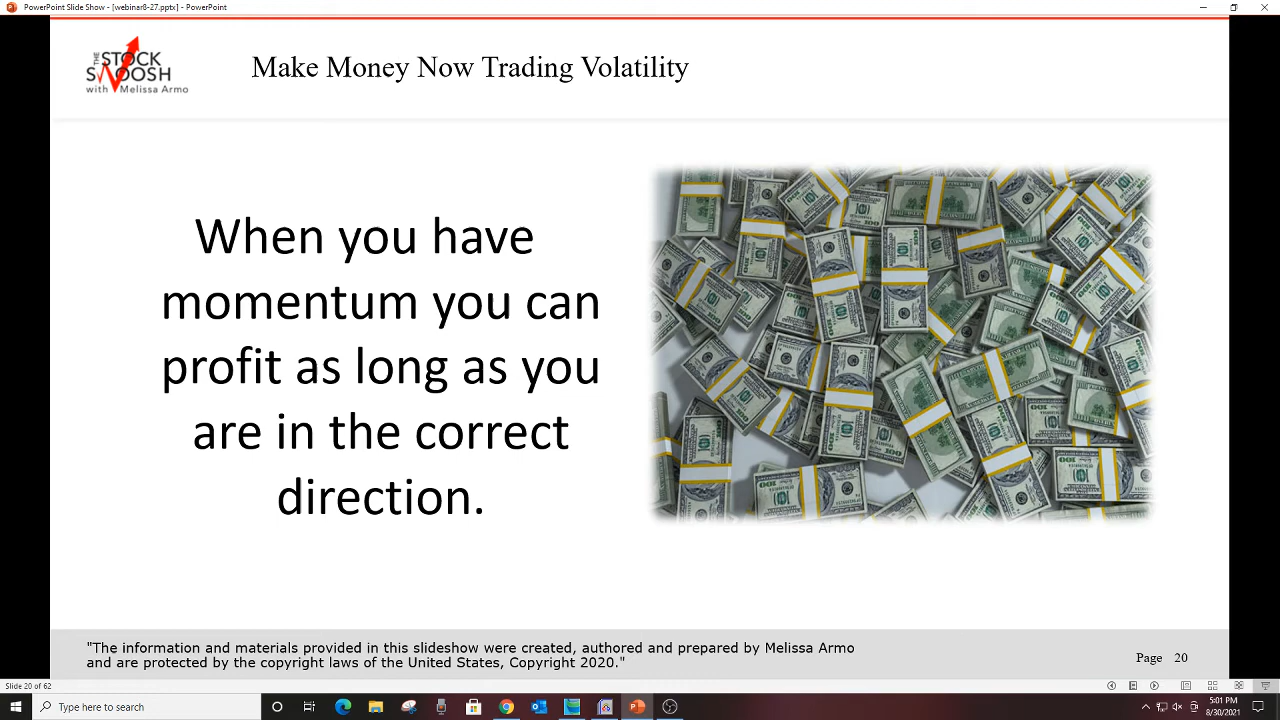 PowerPoint Slide Show - [webinar8-27.pptx] - PowerPoint
THE
STOCK
SWOOSH
with Melissa Armo
Make Money Now Trading Volatility
When you have
momentum you can
profit as long as you
are in the correct
direction.
"The information and materials provided in this slideshow were created, authored and prepared by Melissa Armo
and are protected by the copyright laws of the United States, Copyright 2020."
Page 20
Slide 20 of 62
Type here to search
5:01 PM
8/30/2021